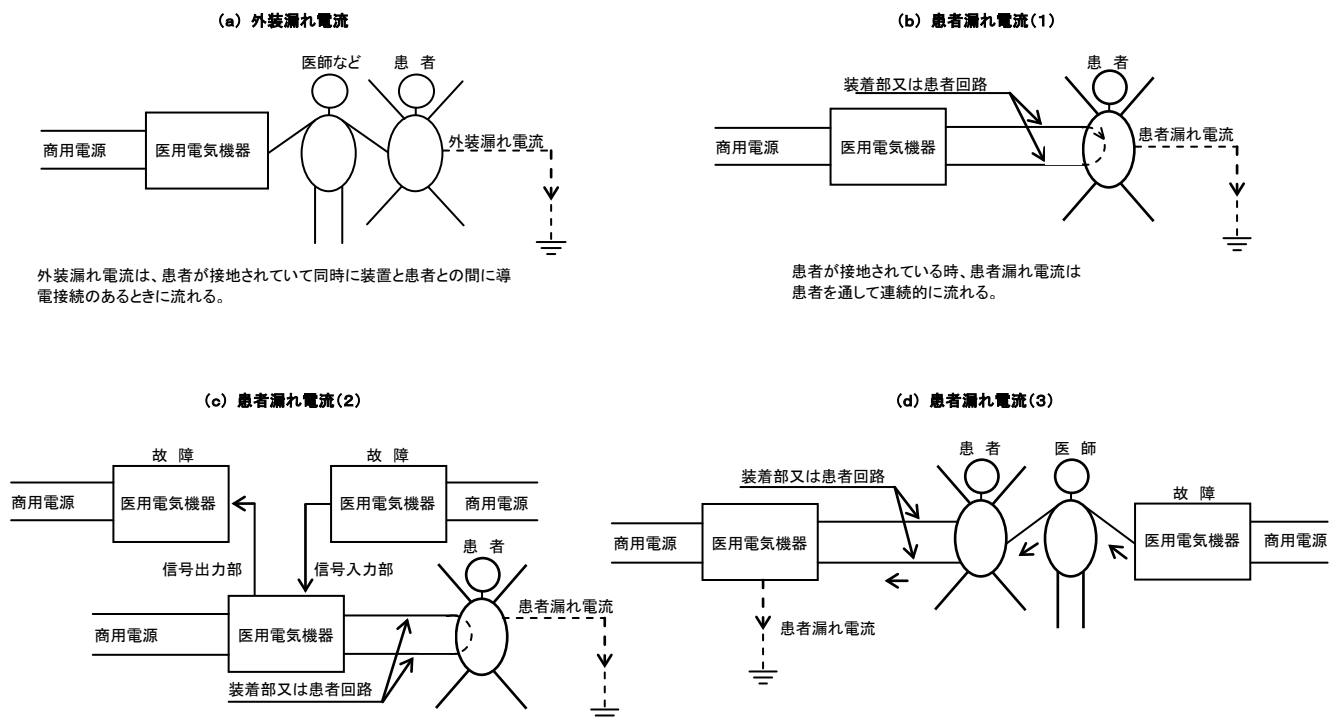 (a) 外装漏れ電流
医師など
患 者
商用電源
医用電気機器
外装漏れ電流
外装漏れ電流は、患者が接地されていて同時に装置と患者との間に導
電接続のあるときに流れる。
(b) 患者漏れ電流(1)
患 者
装着部又は患者回路
商用電源
医用電気機器
患者漏れ電流
患者が接地されている時、患者漏れ電流は
患者を通して連続的に流れる。
(c) 患者漏れ電流(2)
故 障
故 障
商用電源
医用電気機器
医用電気機器
商用電源
信号出力部
信号入力部
患 者
商用電源
医用電気機器
患者漏れ電流
装着部又は患者回路
(d) 患者漏れ電流(3)
患 者
医 師
装着部又は患者回路
故 障
商用電源
医用電気機器
医用電気機器
商用電源
患者漏れ電流